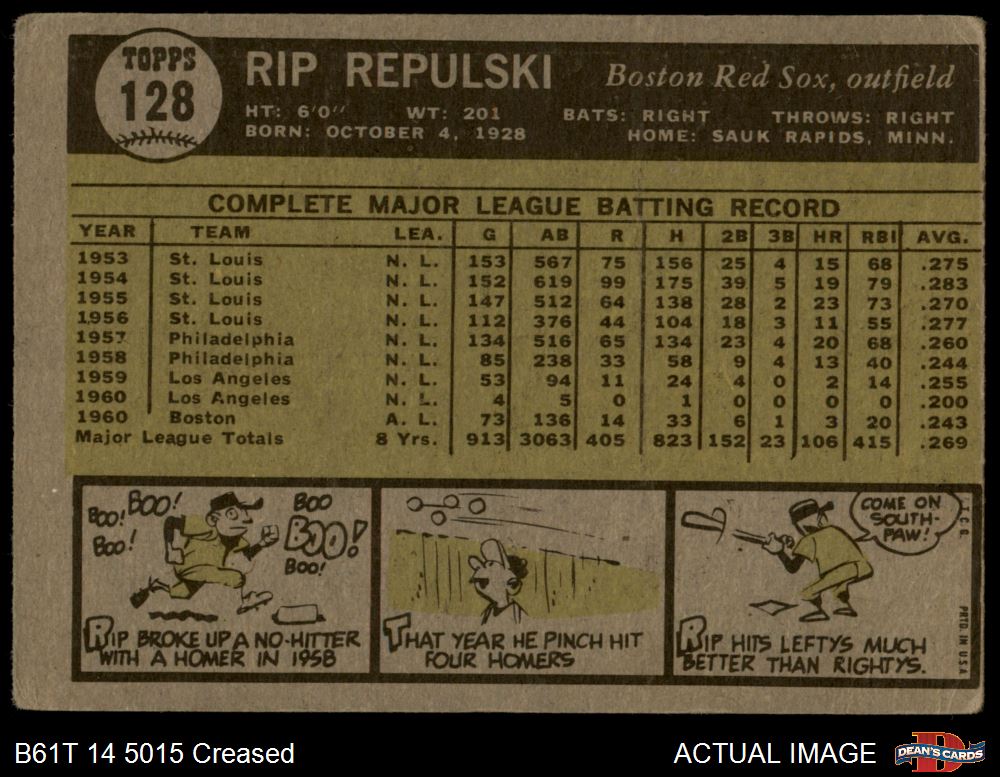 TOPPS
128
RIP REPULSKI
Boston Red Sox, outfield
HT: 6'0" WT: 201 BATS: RIGHT THROWS: RIGHT
BORN: OCTOBER 4, 1928 HOME: SAUK RAPIDS, MINN.
COMPLETE MAJOR LEAGUE BATTING RECORD
YEAR TEAM LEA. G AB R H 2B 3B HR RBI AVG.
1953 St. Louis N. L. 153 567 75 156 25 4 15 68 .275
1954 St. Louis N. L. 152 619 99 175 39 5 19 79 .283
1955 St. Louis N. L. 147 512 64 138 28 2 23 73 .270
1956 St. Louis N. L. 112 376 44 104 18 3 11 55 .277
1957 Philadelphia N. L. 134 516 65 134 23 4 20 68 .260
1958 Philadelphia N. L. 85 238 33 58 9 4 13 40 .244
1959 Los Angeles N. L. 53 94 11 24 4 0 2 14 .255
1960 Los Angeles N. L. 4 5 0 1 0 0 0 0 .200
1960 Boston A. L. 73 136 14 33 6 1 3 20 .243
Major League Totals 8 Yrs. 913 3063 405 823 152 23 106 415 .269
BOO! BOO! BOO
BOO! BOO!
BOO!
RIP BROKE UP A NO-HITTER
WITH A HOMER IN 1958
THAT YEAR HE PINCH HIT
FOUR HOMERS
COME ON
SOUTH-
PAW!
RIP HITS LEFTYS MUCH
BETTER THAN RIGHTYS.
T. C. G.
PRTD. IN U.S.A.
B61T 14 5015 Creased
ACTUAL IMAGE
DEAN'S CARDS